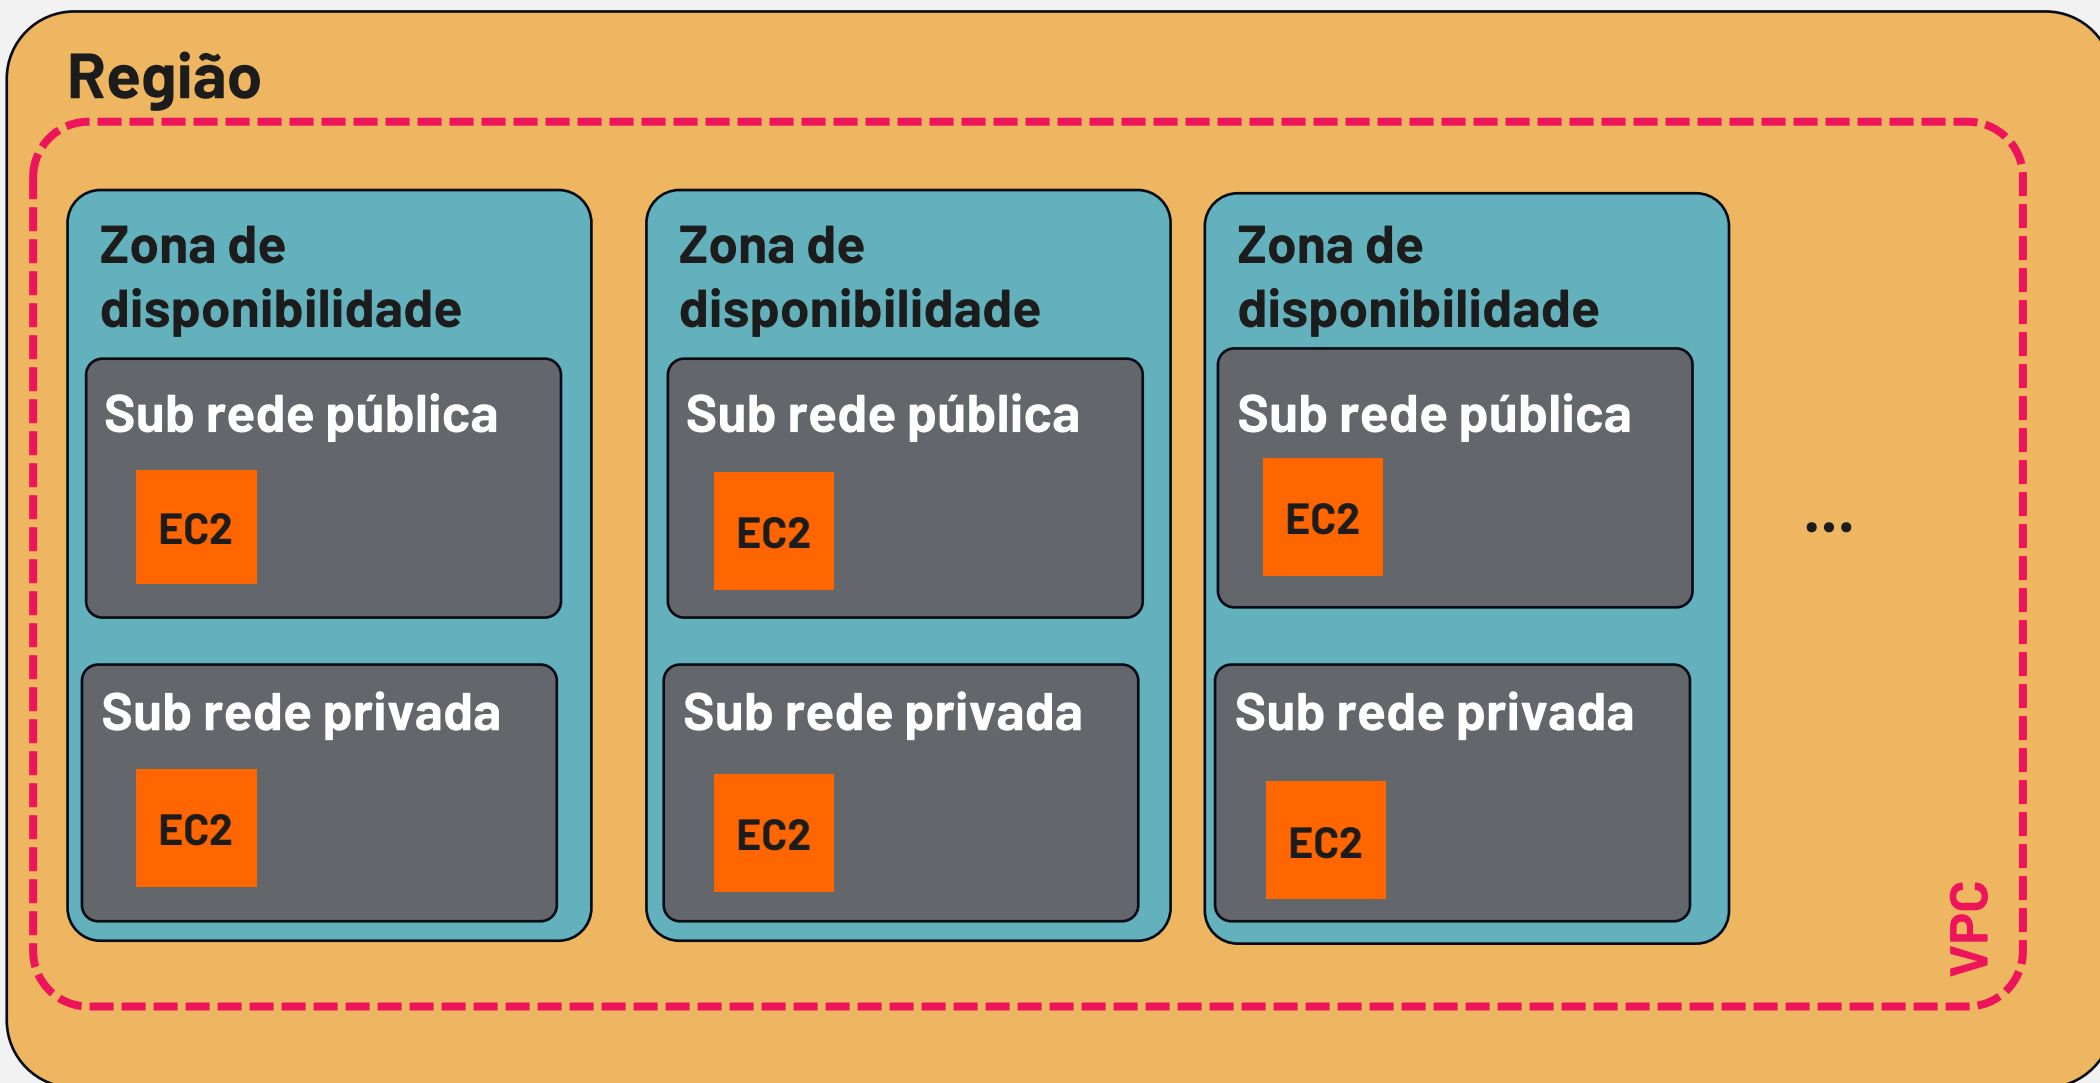 Região
Zona de
disponibilidade
Sub rede pública
EC2
Sub rede privada
EC2
Zona de
disponibilidade
Sub rede pública
EC2
Sub rede privada
EC2
Zona de
disponibilidade
Sub rede pública
EC2
Sub rede privada
EC2
...
VPC